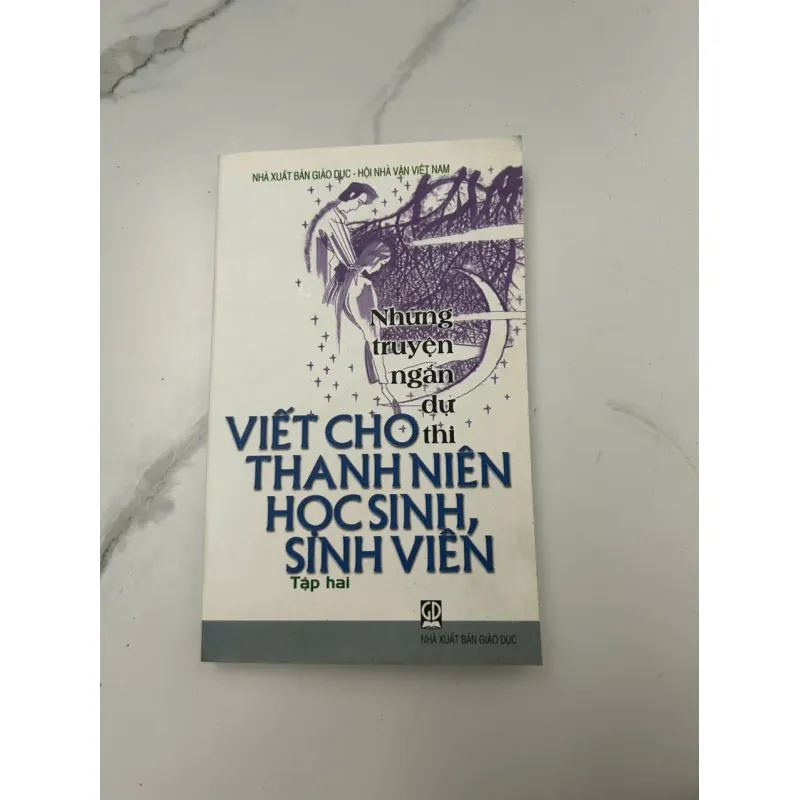 NHÀ XUẤT BẢN GIÁO DỤC - HỘI NHÀ VĂN VIỆT NAM
Những
truyện
ngắn
dự
thi
VIẾT CHO
THANH NIÊN
HỌC SINH,
SINH VIÊN
Tập hai
GD
NHÀ XUẤT BẢN GIÁO DỤC